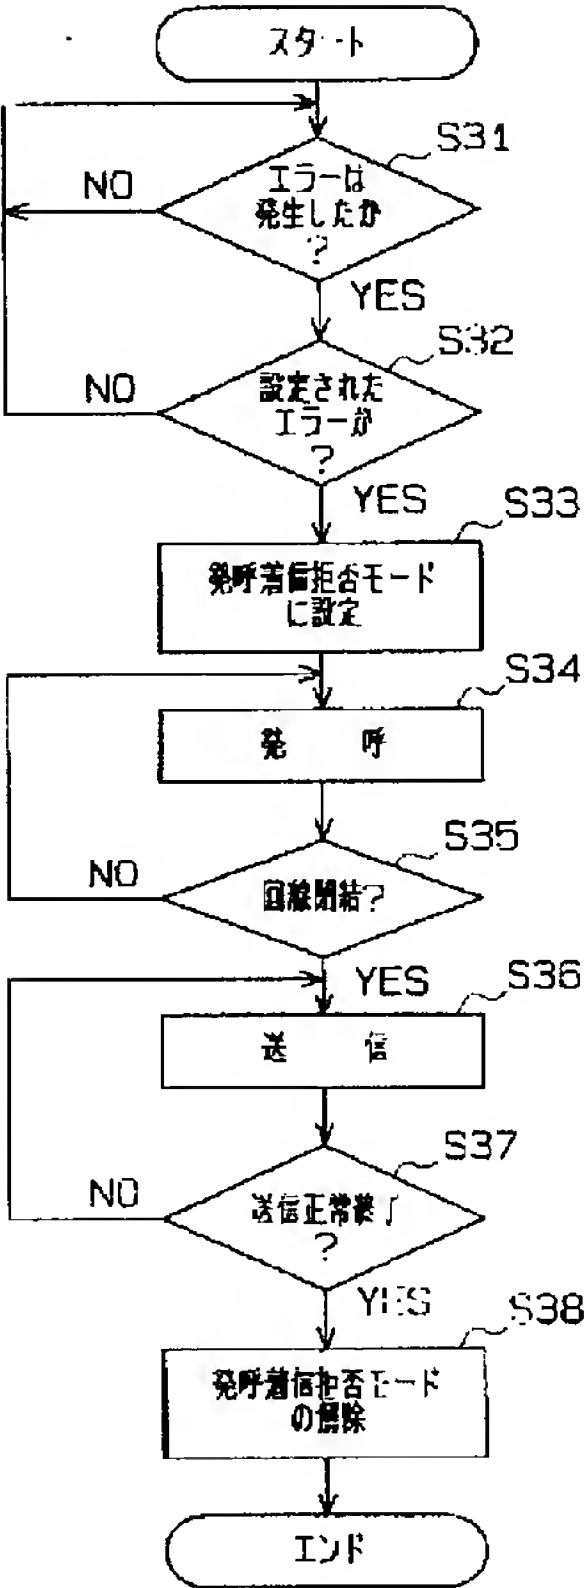 スタート
S31
エラーは
発生したか
?
NO
YES
S32
設定された
エラーか
?
NO
YES
S33
発呼着信拒否モード
に設定
S34
発 呼
S35
回線閉結?
NO
YES
S36
送 信
S37
送信正常終了
?
NO
YES
S38
発呼着信拒否モード
の解除
エンド